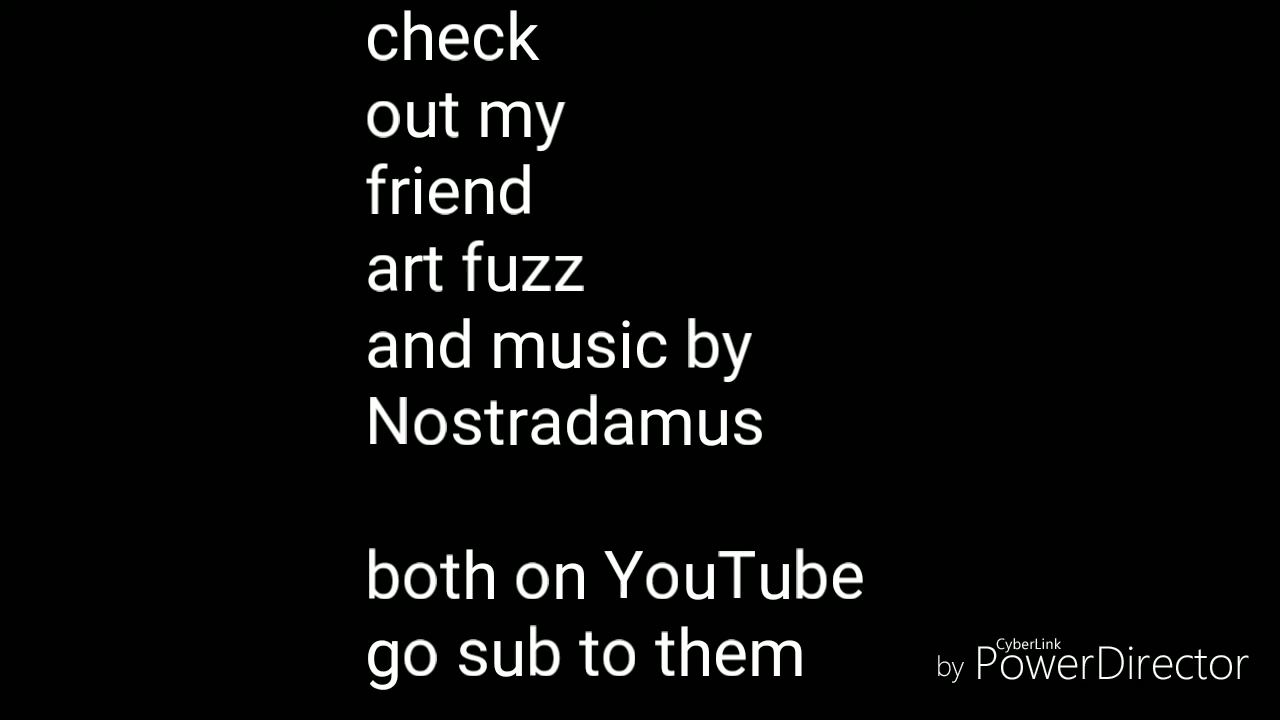 check
out my
friend
art fuzz
and music by
Nostradamus
both on YouTube
go sub to them
CyberLink
by PowerDirector